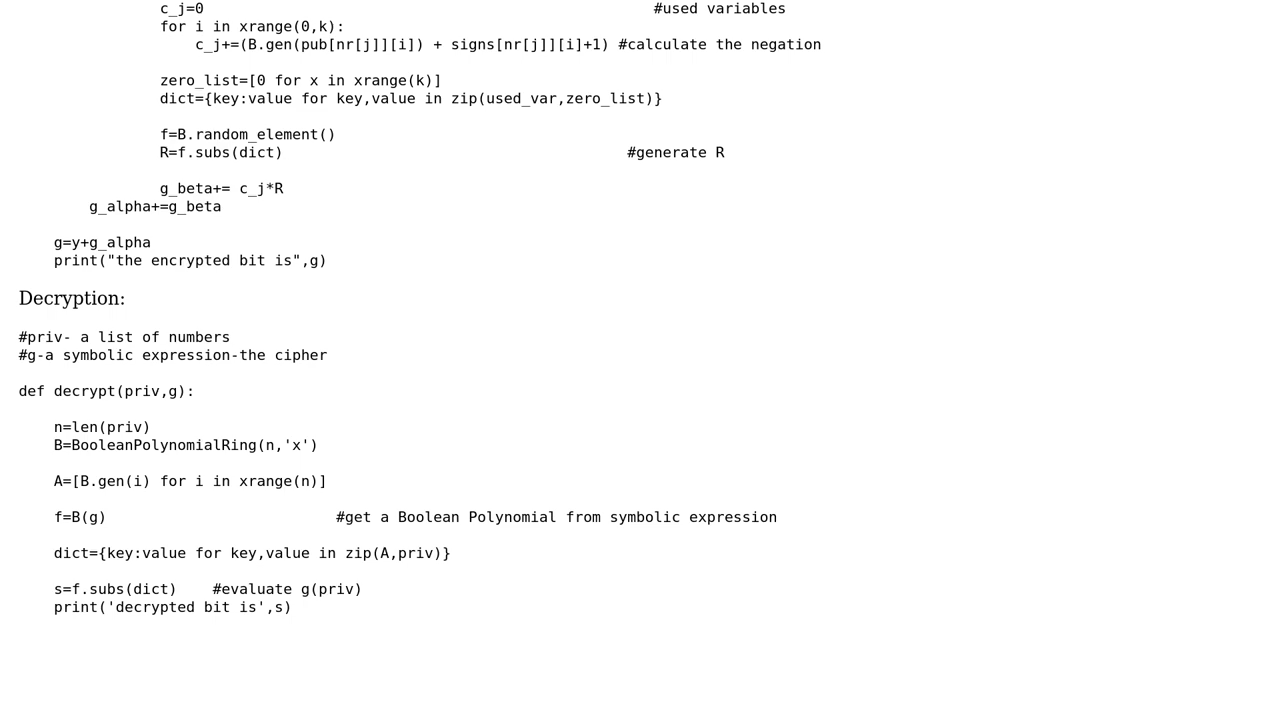 c_j=0 #used variables
for i in xrange(0,k):
c_j+=(B.gen(pub[nr[j]][i]) + signs[nr[j]][i]+1) #calculate the negation
zero_list=[0 for x in xrange(k)]
dict={key:value for key,value in zip(used_var,zero_list)}
f=B.random_element()
R=f.subs(dict) #generate R
g_beta+= c_j*R
g_alpha+=g_beta
g=y+g_alpha
print("the encrypted bit is",g)
Decryption:
#priv- a list of numbers
#g-a symbolic expression-the cipher
def decrypt(priv,g):
n=len(priv)
B=BooleanPolynomialRing(n,'x')
A=[B.gen(i) for i in xrange(n)]
f=B(g) #get a Boolean Polynomial from symbolic expression
dict={key:value for key,value in zip(A,priv)}
s=f.subs(dict) #evaluate g(priv)
print('decrypted bit is',s)